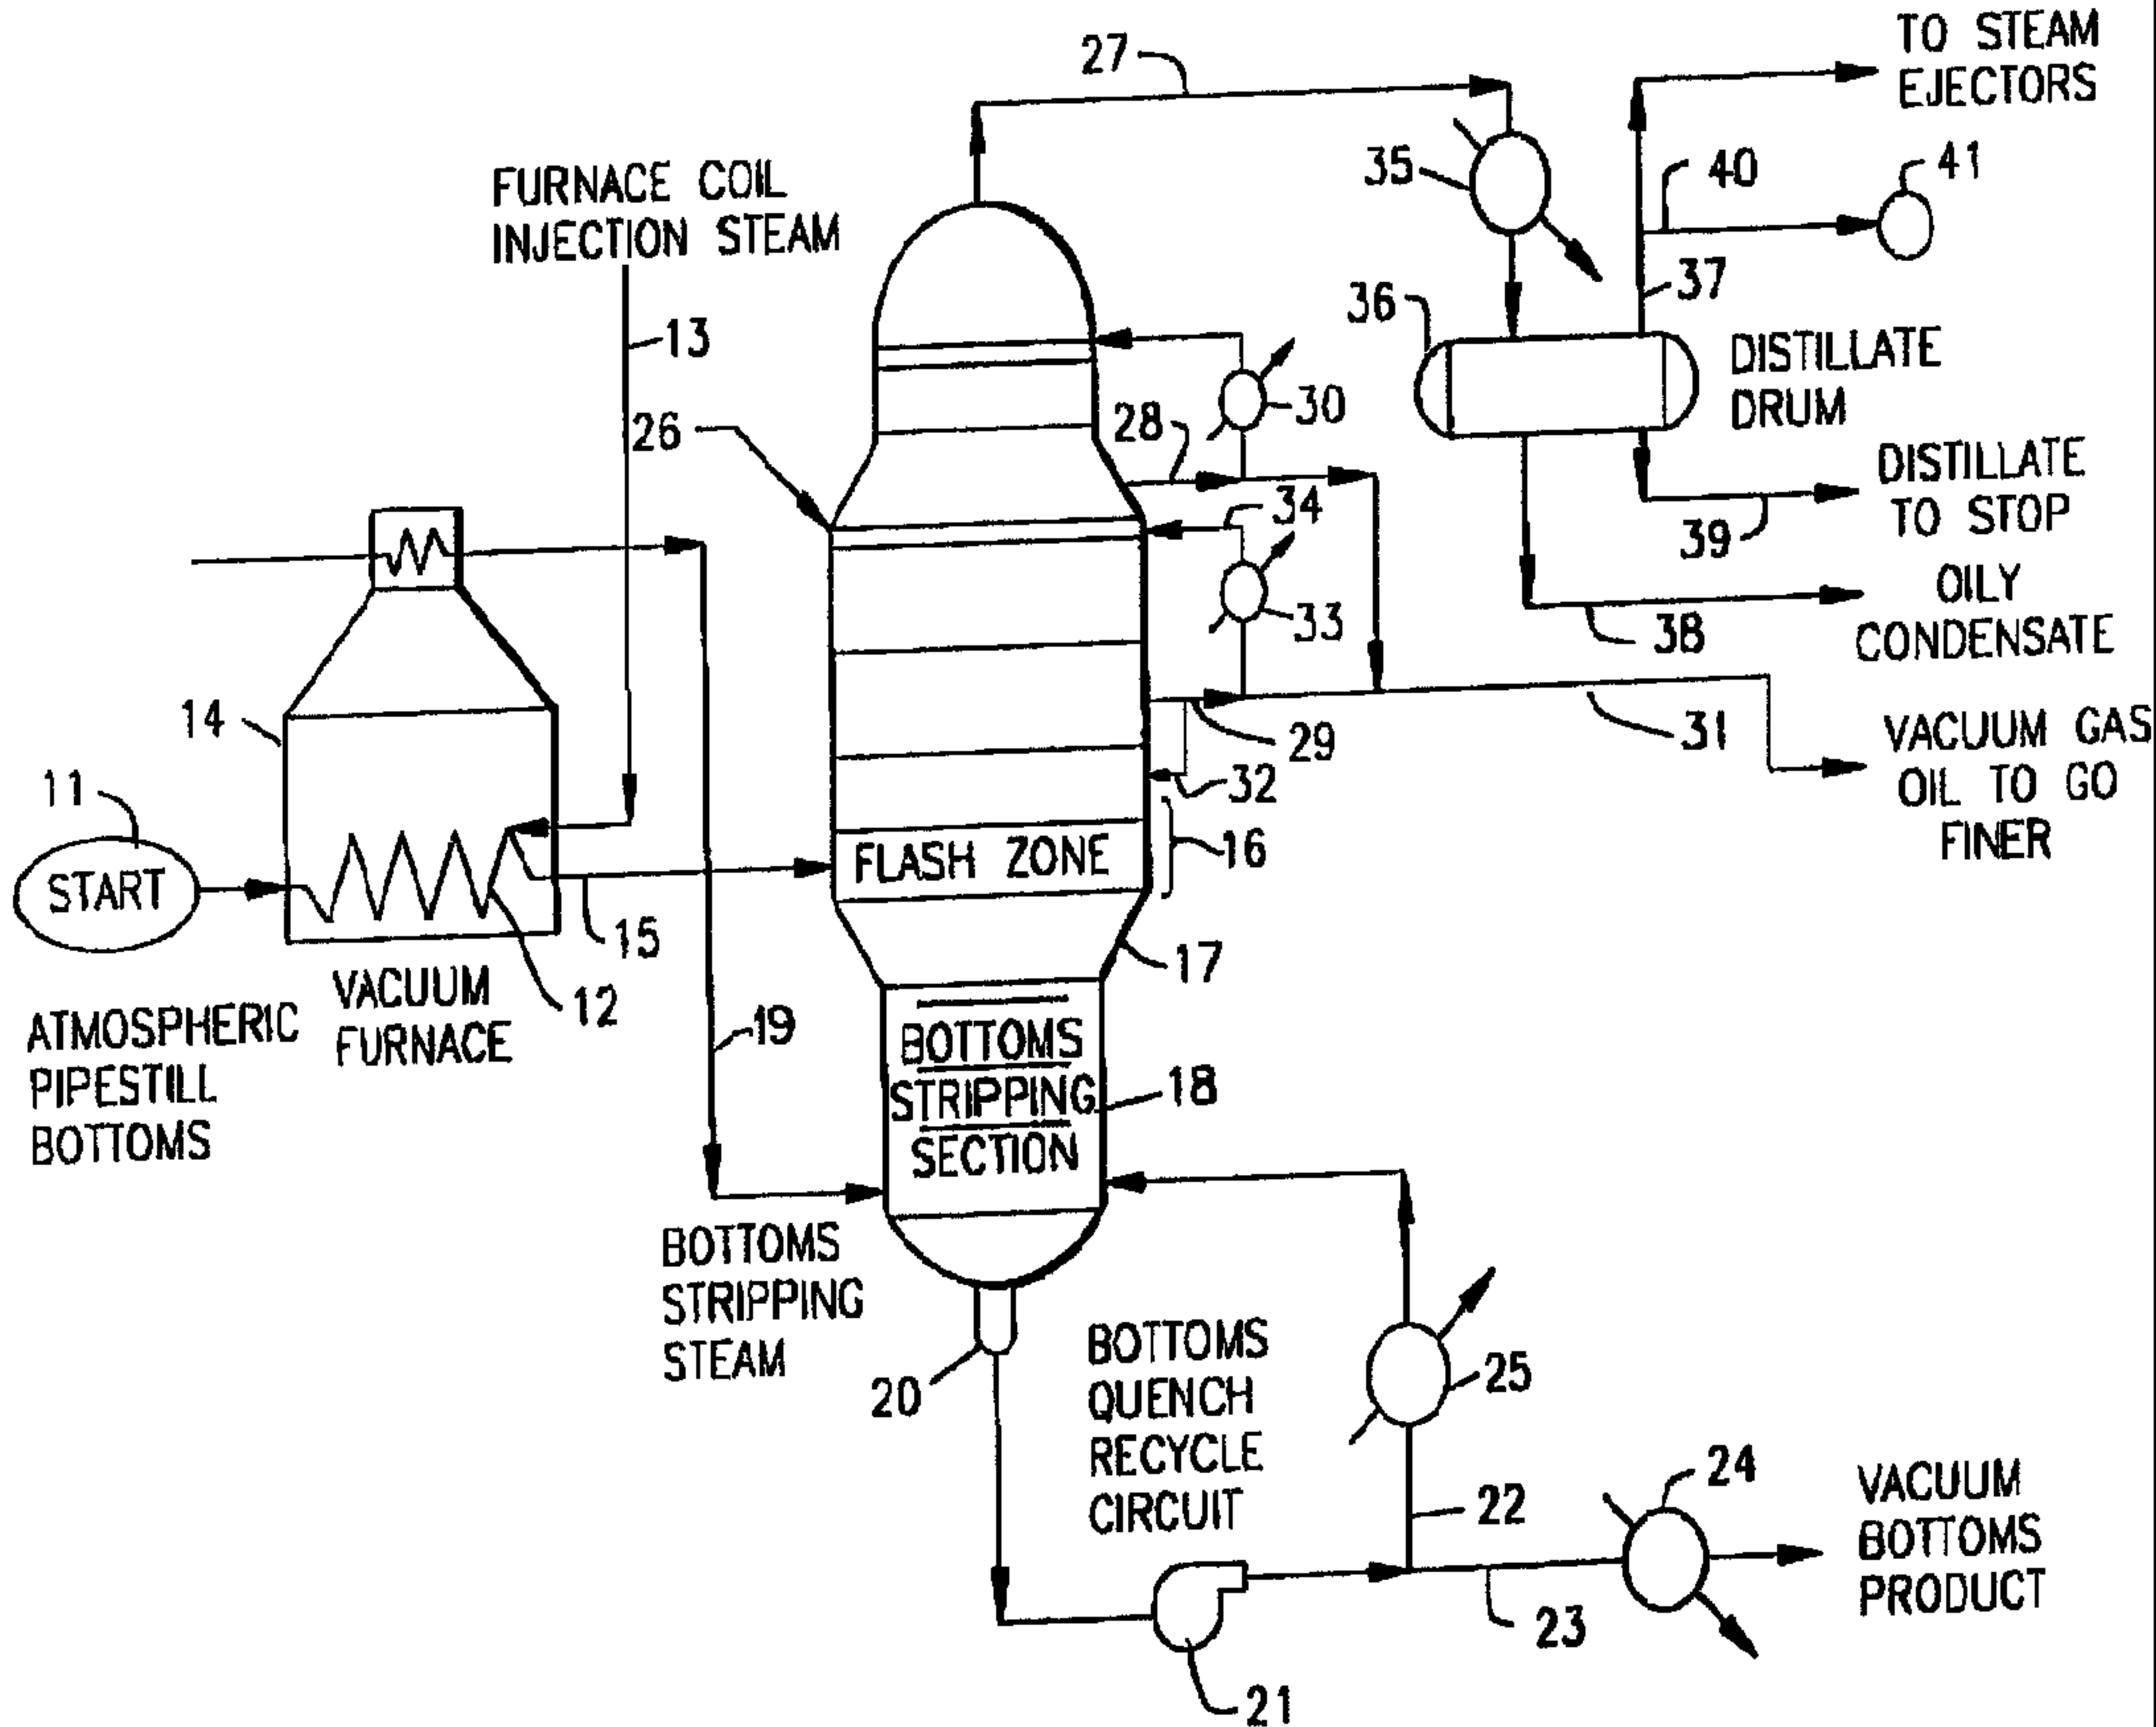 27
TO STEAM
EJECTORS
35
40
41
FURNACE COIL
INJECTION STEAM
36
37
13
DISTILLATE
DRUM
26
30
28
DISTILLATE
TO STOP
39
34
33
OILY
CONDENSATE
38
14
29
31
VACUUM GAS
OIL TO GO
FINER
32
11
START
FLASH ZONE
16
15
17
12
VACUUM
FURNACE
ATMOSPHERIC
PIPESTILL
BOTTOMS
19
BOTTOMS
STRIPPING
SECTION
18
BOTTOMS
STRIPPING
STEAM
20
BOTTOMS
QUENCH
RECYCLE
CIRCUIT
25
22
24
VACUUM
BOTTOMS
PRODUCT
23
21